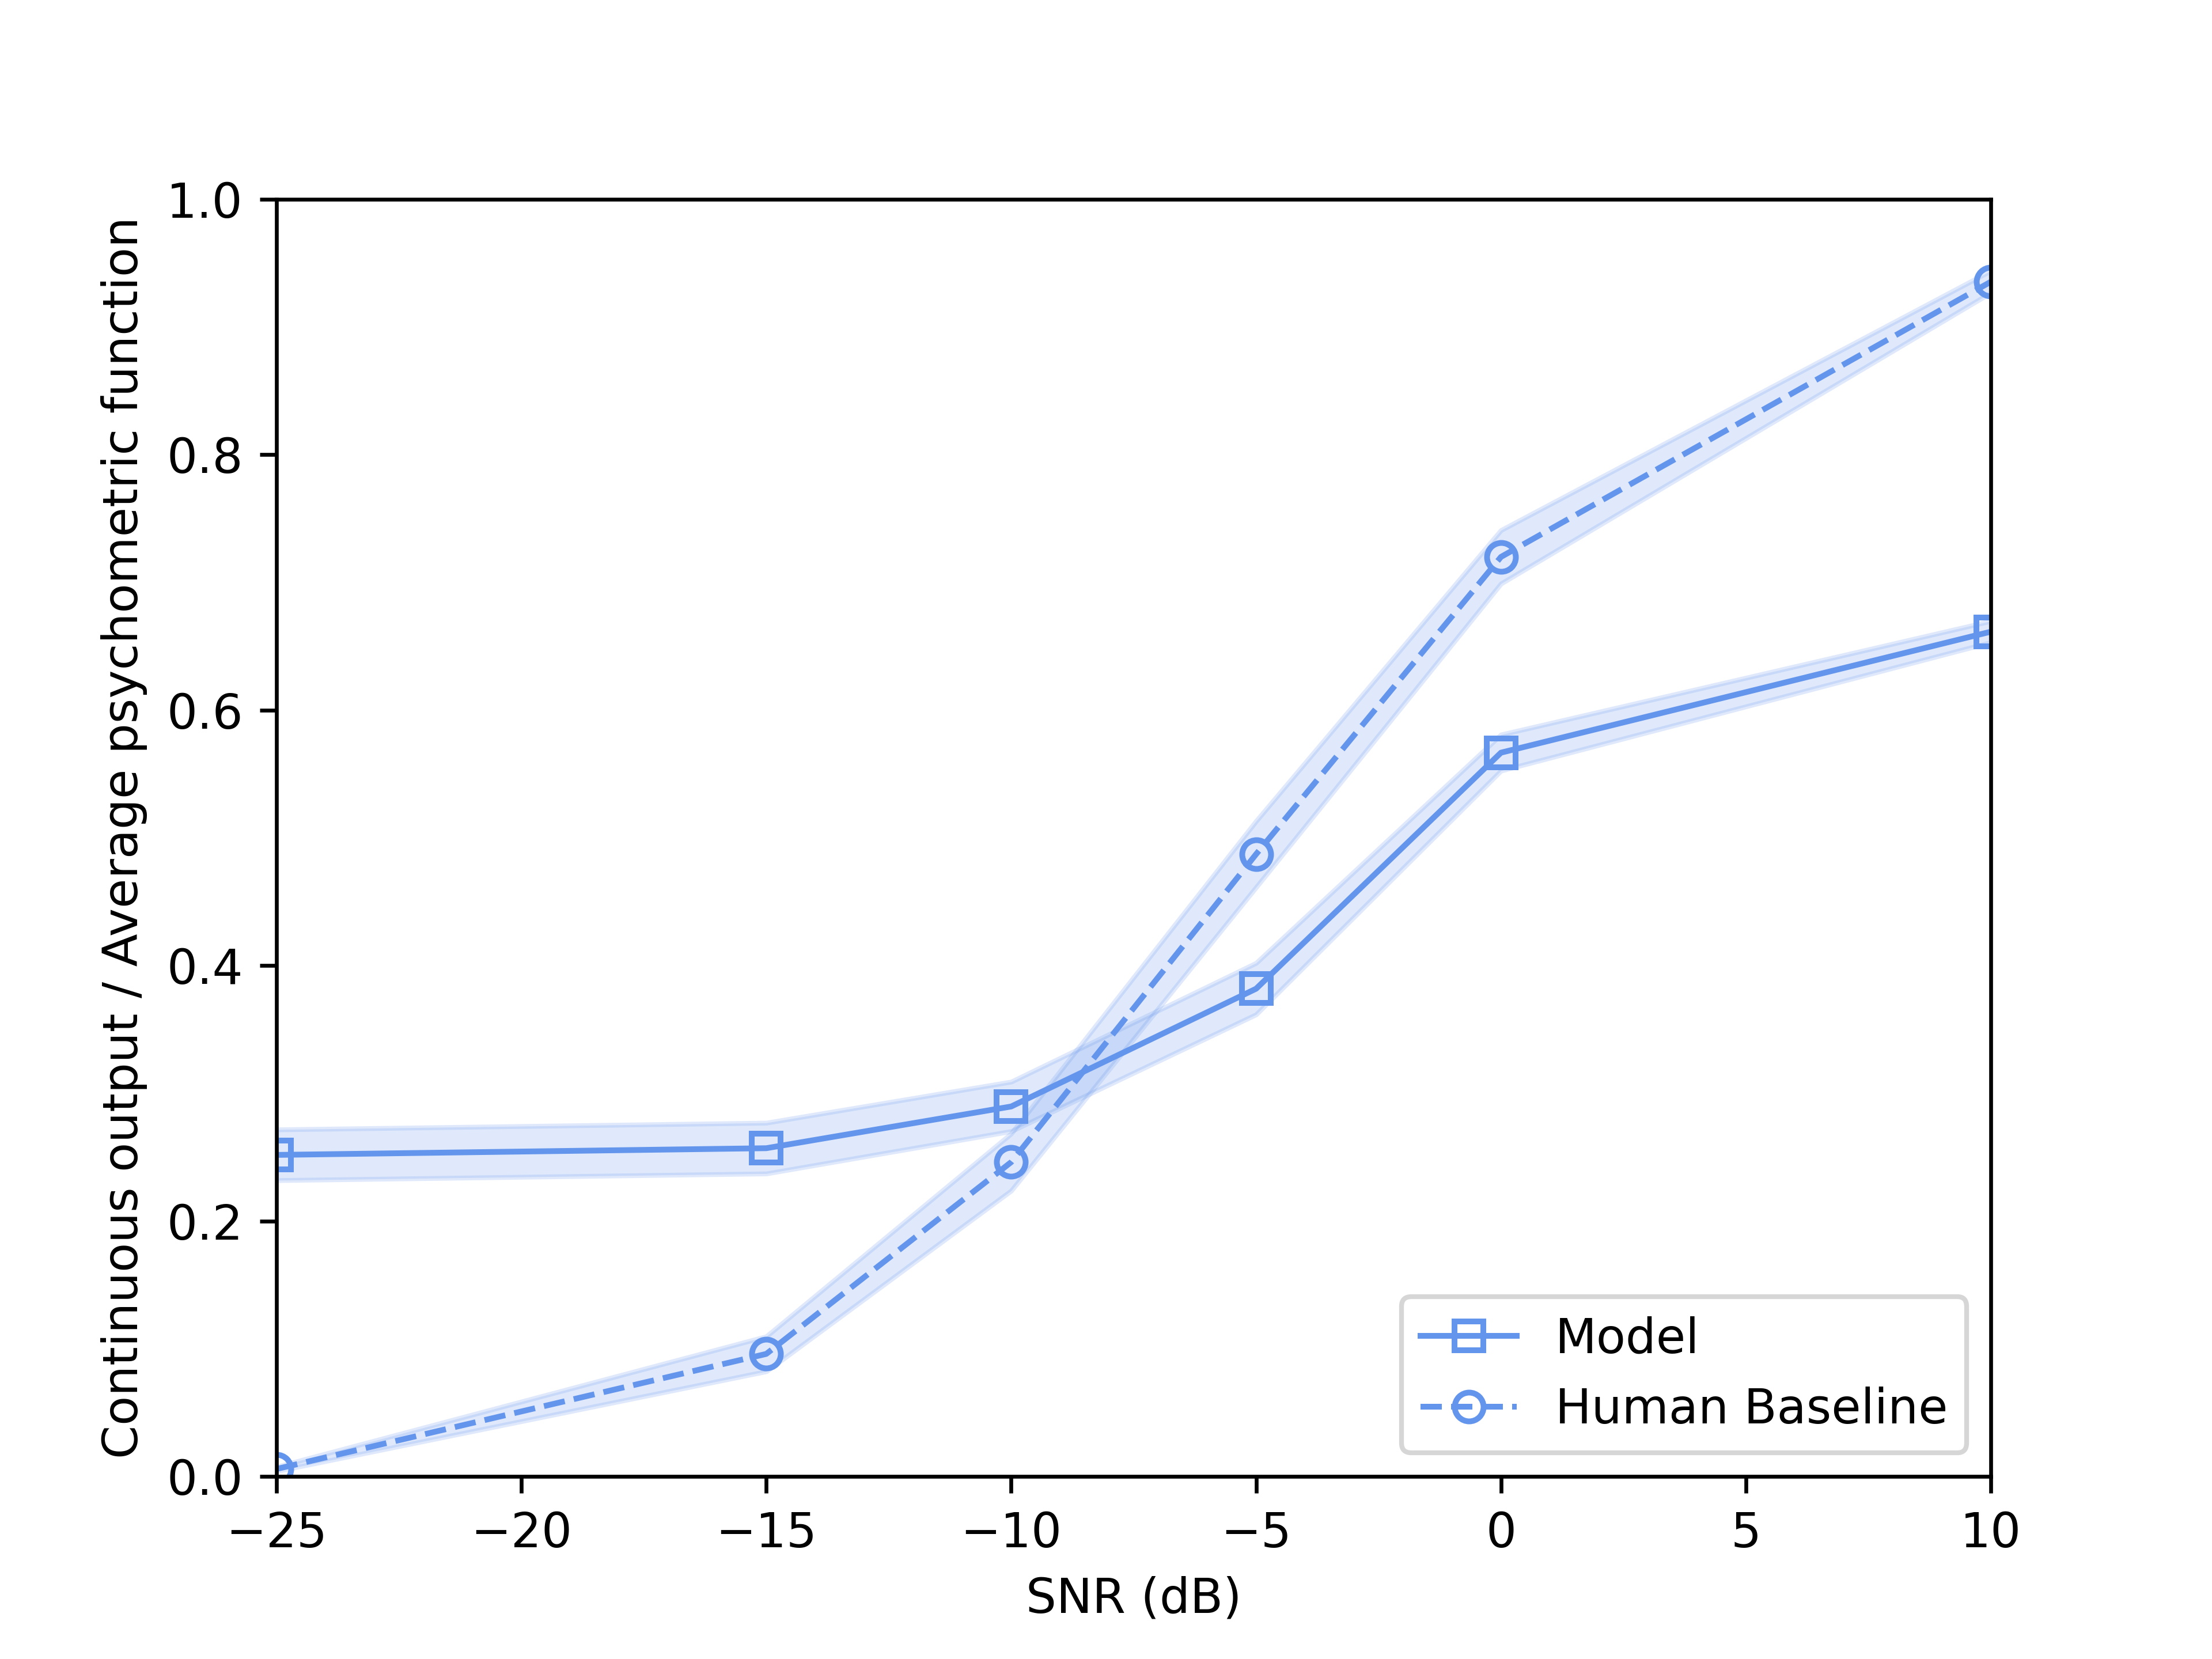 Continuous output / Average psychometric function
1.0
0.8
0.6
0.4
0.2
0.0
−25 −20 −15 −10 −5 0 5 10
SNR (dB)
Model
Human Baseline